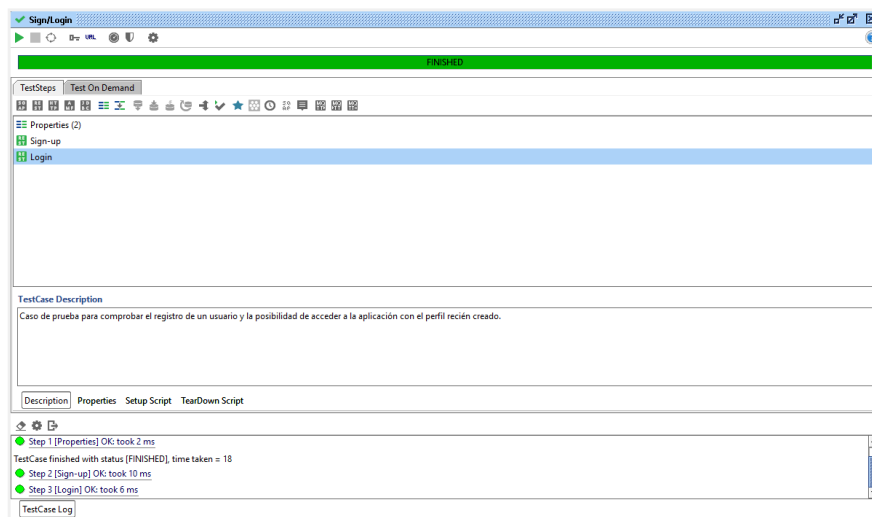 Sign/Login
URL
FINISHED
TestSteps Test On Demand
Properties (2)
Sign-up
Login
TestCase Description
Caso de prueba para comprobar el registro de un usuario y la posibilidad de acceder a la aplicación con el perfil recién creado.
Description Properties Setup Script TearDown Script
Step 1 [Properties] OK: took 2 ms
TestCase finished with status [FINISHED], time taken = 18
Step 2 [Sign-up] OK: took 10 ms
Step 3 [Login] OK: took 6 ms
TestCase Log